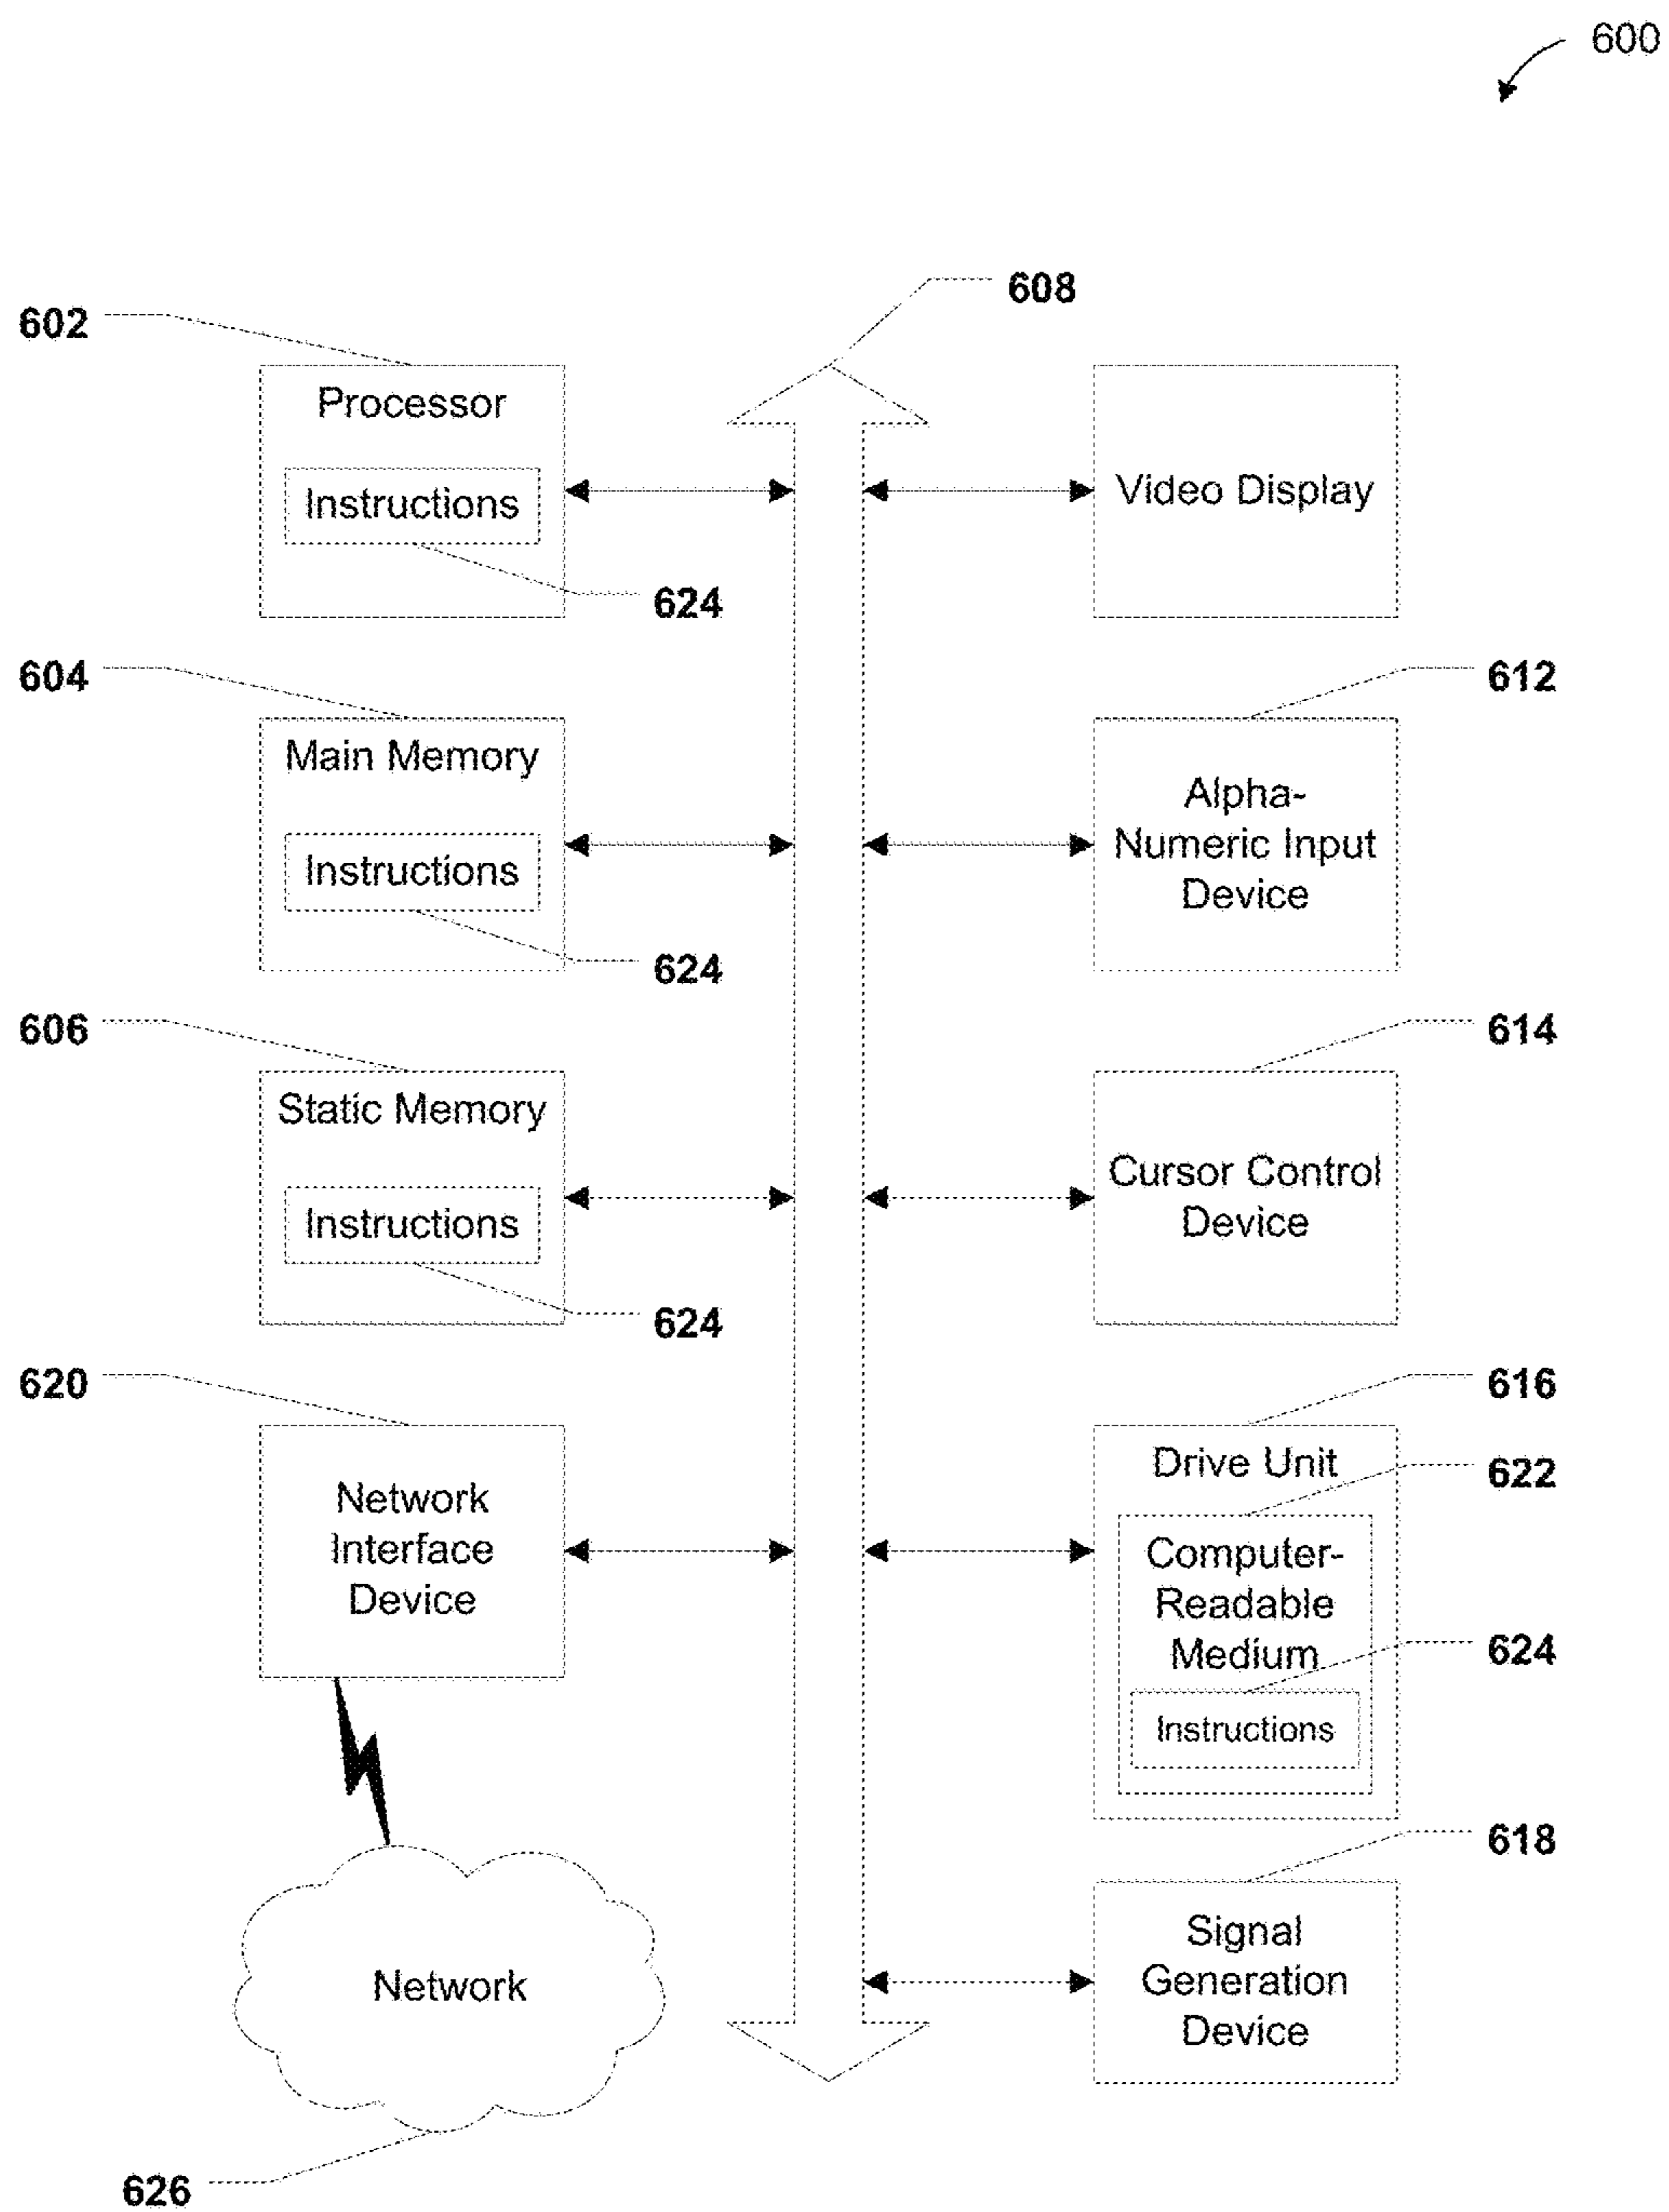 600
608
602
Processor
Instructions
624
Video Display
604
Main Memory
Instructions
624
612
Alpha-
Numeric Input
Device
606
Static Memory
Instructions
624
614
Cursor Control
Device
620
Network
Interface
Device
616
Drive Unit
622
Computer-
Readable
Medium
624
Instructions
618
Signal
Generation
Device
Network
626